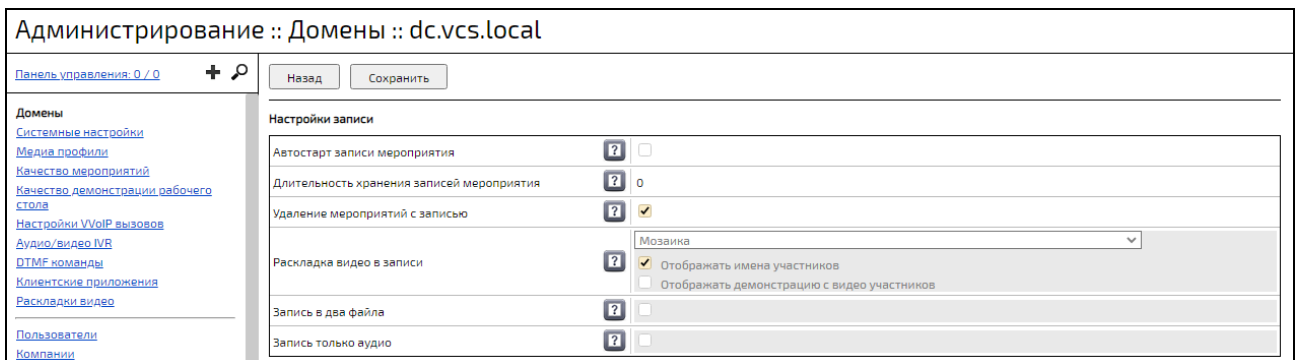 Администрирование :: Домены :: dc.vcs.local
Панель управления: 0 / 0
Назад
Сохранить
Домены
Системные настройки
Медиа профили
Качество мероприятий
Качество демонстрации рабочего
стола
Настройки VVoIP вызовов
Аудио/видео IVR
DTMF команды
Клиентские приложения
Раскладки видео
Пользователи
Компании
Настройки записи
Автостарт записи мероприятия ?
Длительность хранения записей мероприятия ? 0
Удаление мероприятий с записью ?
Раскладка видео в записи ? Мозаика
Отображать имена участников
Отображать демонстрацию с видео участников
Запись в два файла ?
Запись только аудио ?